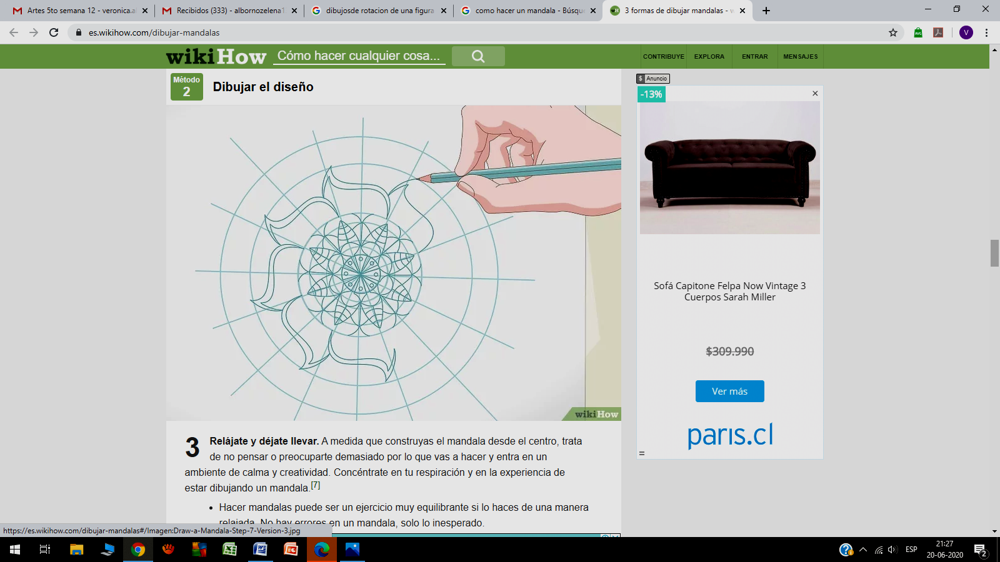 Artes 5to semana 12 - veronica.al
Recibidos (333) - albornozelena1
dibujosde rotacion de una figura
como hacer un mandala - Búsque
3 formas de dibujar mandalas - w
es.wikihow.com/dibujar-mandalas
AVG
V
wikiHow
Cómo hacer cualquier cosa...
CONTRIBUYE
EXPLORA
ENTRAR
MENSAJES
Método
2
Dibujar el diseño
$ Anuncio
-13%
Sofá Capitone Felpa Now Vintage 3
Cuerpos Sarah Miller
$309.990
Ver más
paris.cl
wikiHow
3
Relájate y déjate llevar. A medida que construyas el mandala desde el centro, trata
de no pensar o preocuparte demasiado por lo que vas a hacer y entra en un
ambiente de calma y creatividad. Concéntrate en tu respiración y en la experiencia de
estar dibujando un mandala.[7]
• Hacer mandalas puede ser un ejercicio muy equilibrante si lo haces de una manera
relajada. No hay errores en un mandala, solo lo inesperado.
https://es.wikihow.com/dibujar-mandalas#/Imagen:Draw-a-Mandala-Step-7-Version-3.jpg
ESP
21:27
20-06-2020
2